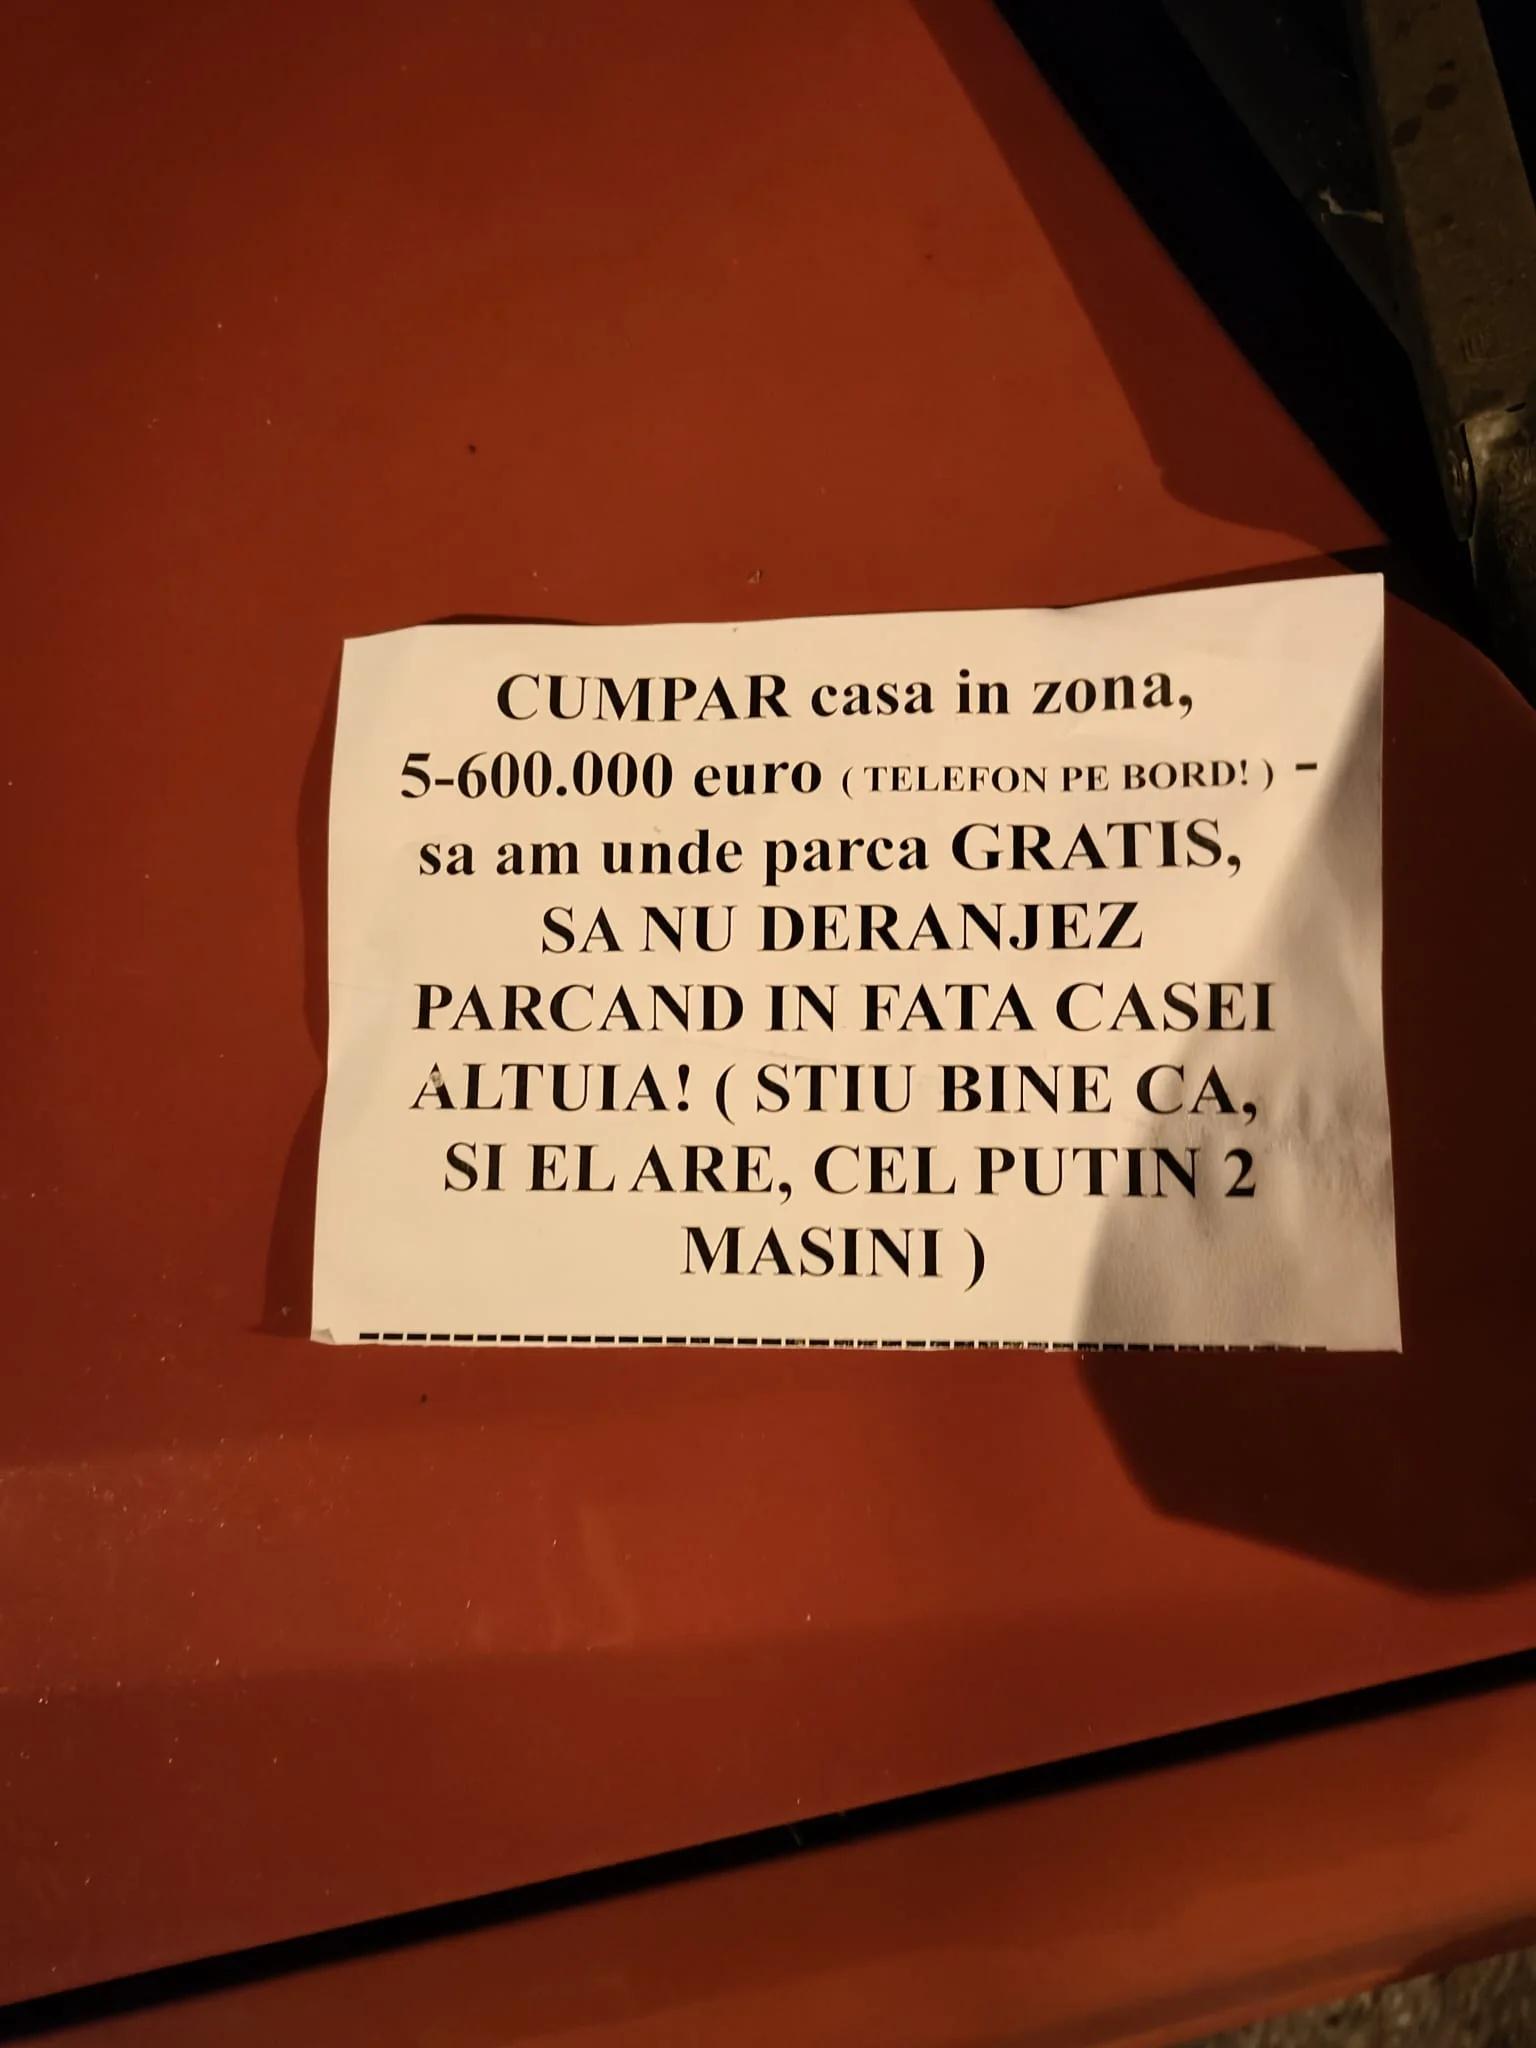 CUMPAR casa in zona,
5-600.000 euro ( TELEFON PE BORD! ) -
sa am unde parca GRATIS,
SA NU DERANJEZ
PARCAND IN FATA CASEI
ALTUIA! ( STIU BINE CA,
SI EL ARE, CEL PUTIN 2
MASINI )